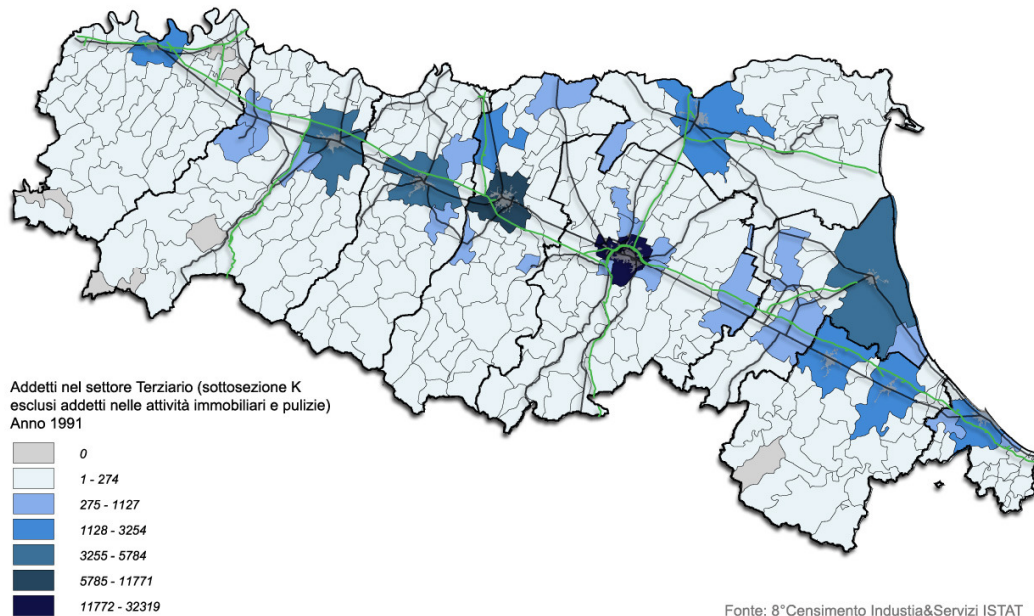 Addetti nel settore Terziario (sottosezione K
esclusi addetti nelle attività immobiliari e pulizie)
Anno 1991
0
1 - 274
275 - 1127
1128 - 3254
3255 - 5784
5785 - 11771
11772 - 32319
Fonte: 8°Censimento Industia&Servizi ISTAT